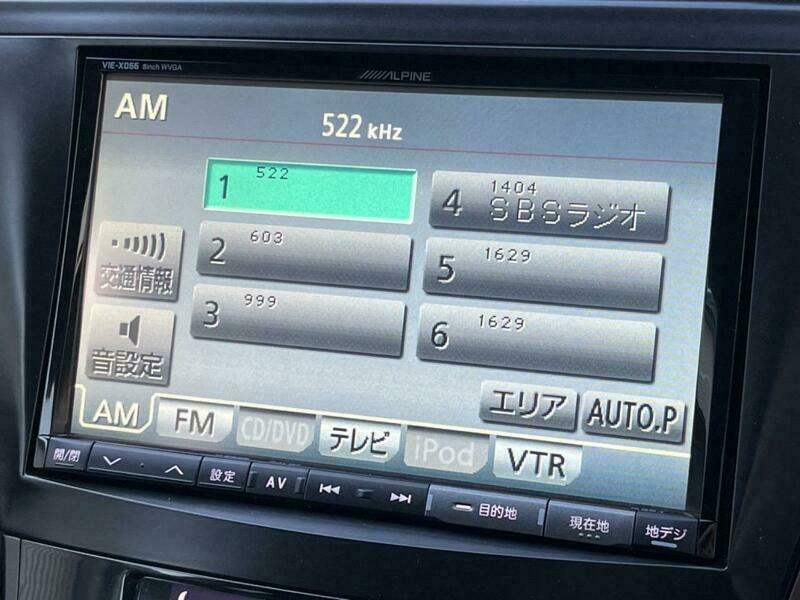 VIE-X066 8inch WVGA
ALPINE
AM
522 kHz
1 522
4 1404 SBSラジオ
2 603
5 1629
3 999
6 1629
交通情報
音設定
エリア AUTO.P
AM FM CD/DVD テレビ iPod VTR
開/閉 設定 AV 目的地 現在地 地デジ